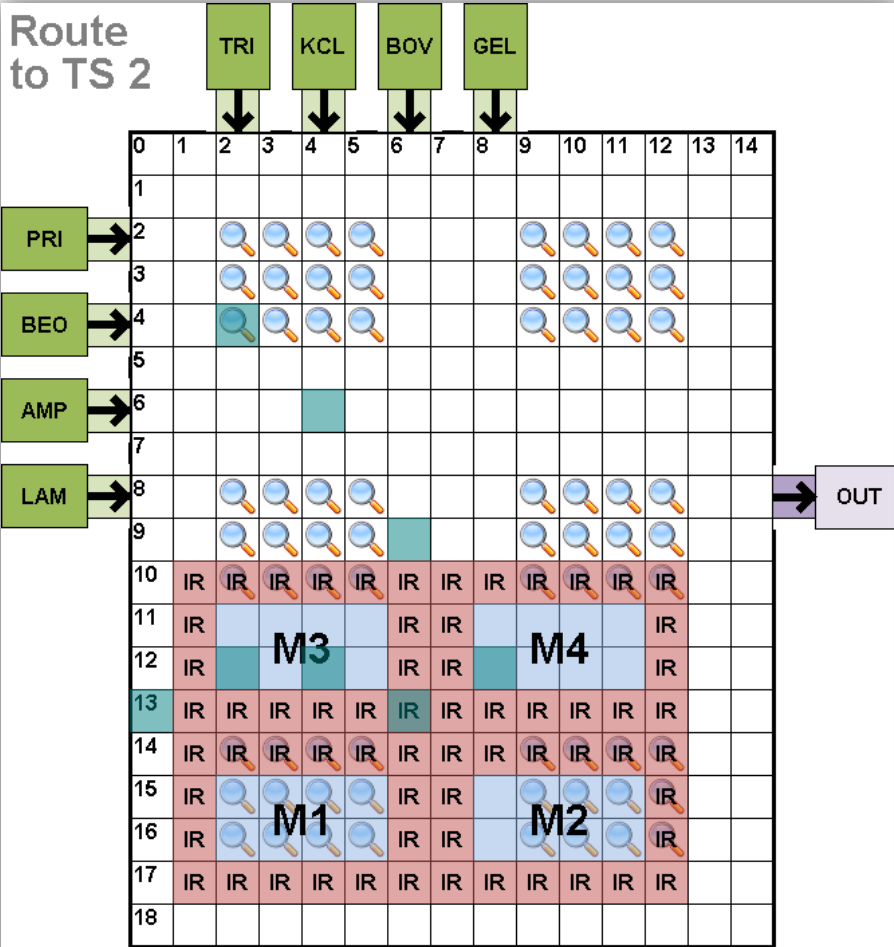 Route
to TS 2
TRI KCL BOV GEL
0 1 2 3 4 5 6 7 8 9 10 11 12 13 14
1
PRI 2
3
BEO 4
5
AMP 6
7
LAM 8 OUT
9
10 IR IR IR IR IR IR IR IR IR IR IR IR
11 IR IR IR IR
M3 M4
12 IR IR IR IR
13 IR IR IR IR IR IR IR IR IR IR IR IR
14 IR IR IR IR IR IR IR IR IR IR IR IR
15 IR IR IR IR
M1 M2
16 IR IR IR IR
17 IR IR IR IR IR IR IR IR IR IR IR IR
18